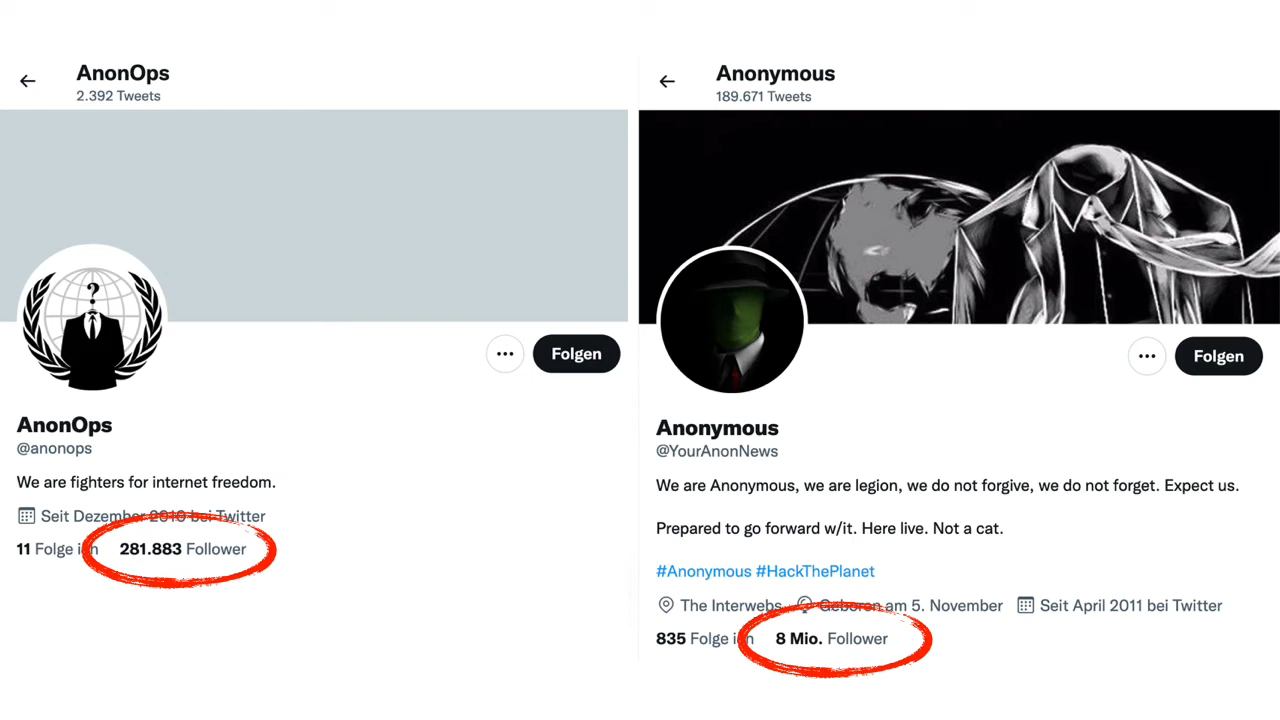 AnonOps
2.392 Tweets
?
Folgen
AnonOps
@anonops
We are fighters for internet freedom.
Seit Dezember 2010 bei Twitter
11 Folge ich 281.883 Follower
Anonymous
189.671 Tweets
Folgen
Anonymous
@YourAnonNews
We are Anonymous, we are legion, we do not forgive, we do not forget. Expect us.
Prepared to go forward w/it. Here live. Not a cat.
#Anonymous #HackThePlanet
The Interwebs Geboren am 5. November Seit April 2011 bei Twitter
835 Folge ich 8 Mio. Follower